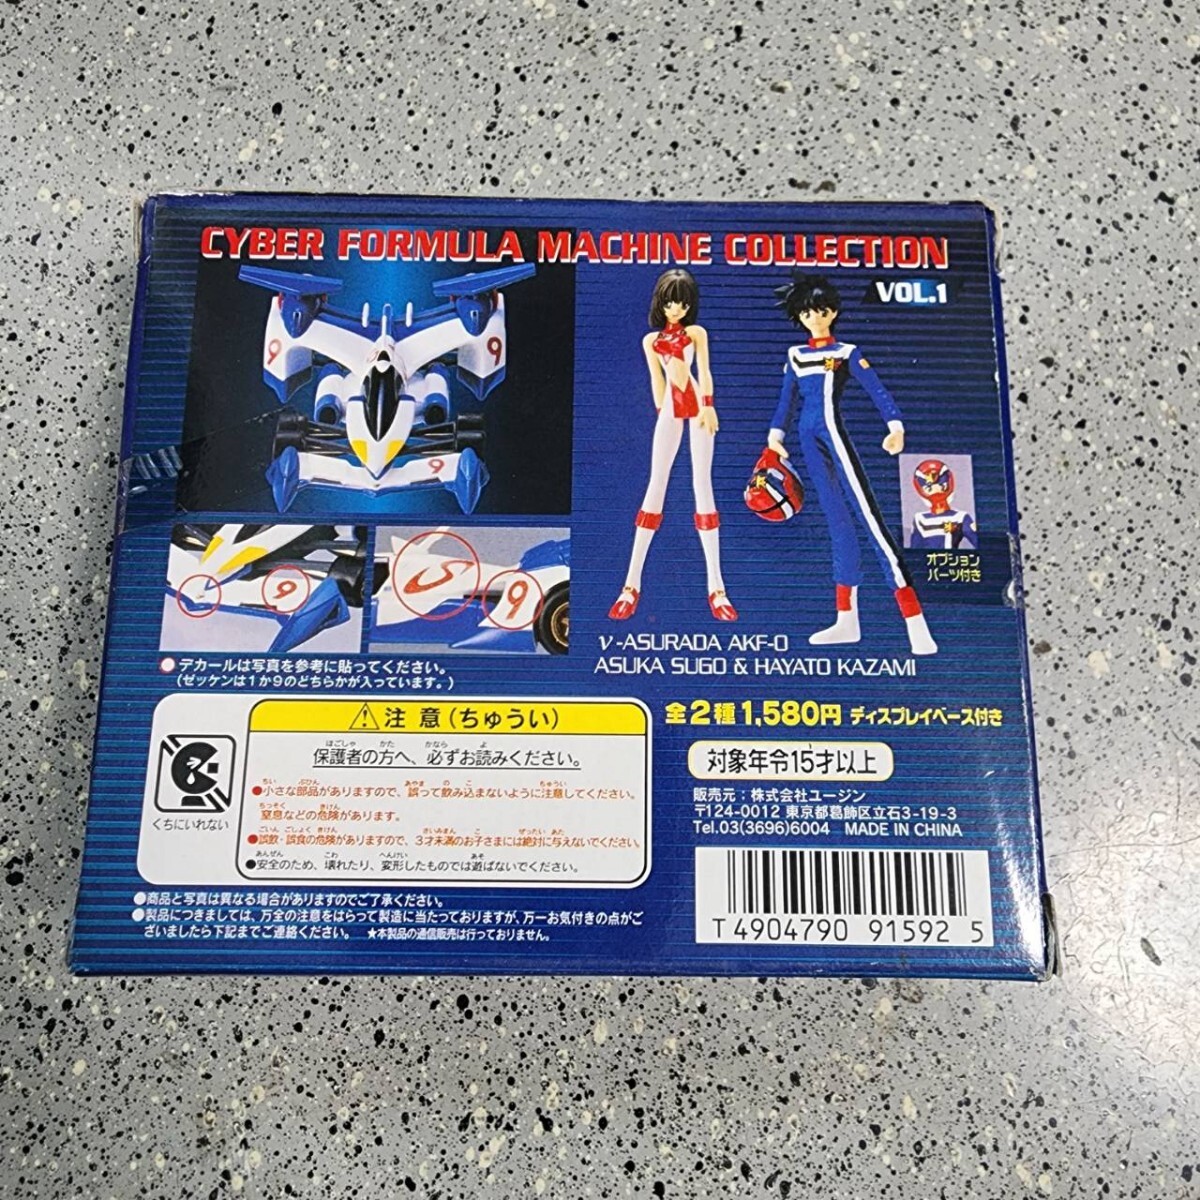 CYBER FORMULA MACHINE COLLECTION
VOL.1
9
9
9
9
S
9
オプション
パーツ付き
ν-ASURADA AKF-0
ASUKA SUGO & HAYATO KAZAMI
デカールは写真を参考に貼ってください。
(ゼッケンは1か9のどちらかが入っています。)
全2種1,580円 ディスプレイベース付き
対象年令15才以上
販売元:株式会社ユージン
〒124-0012 東京都葛飾区立石3-19-3
Tel.03(3696)6004 MADE IN CHINA
T 4904790 91592 5
くちにいれない
注意(ちゅうい)
保護者の方へ、必ずお読みください。
●小さな部品がありますので、誤って飲み込まないように注意してください。
窒息などの危険があります。
●誤飲・誤食の危険がありますので、3才未満のお子さまには絶対に与えないでください。
●安全のため、壊れたり、変形したものでは遊ばないでください。
●商品と写真は異なる場合がありますのでご了承ください。
●製品につきましては、万全の注意をはらって製造に当たっておりますが、万一お気付きの点がご
ざいましたら下記までご連絡ください。 ★本製品の通信販売は行っておりません。